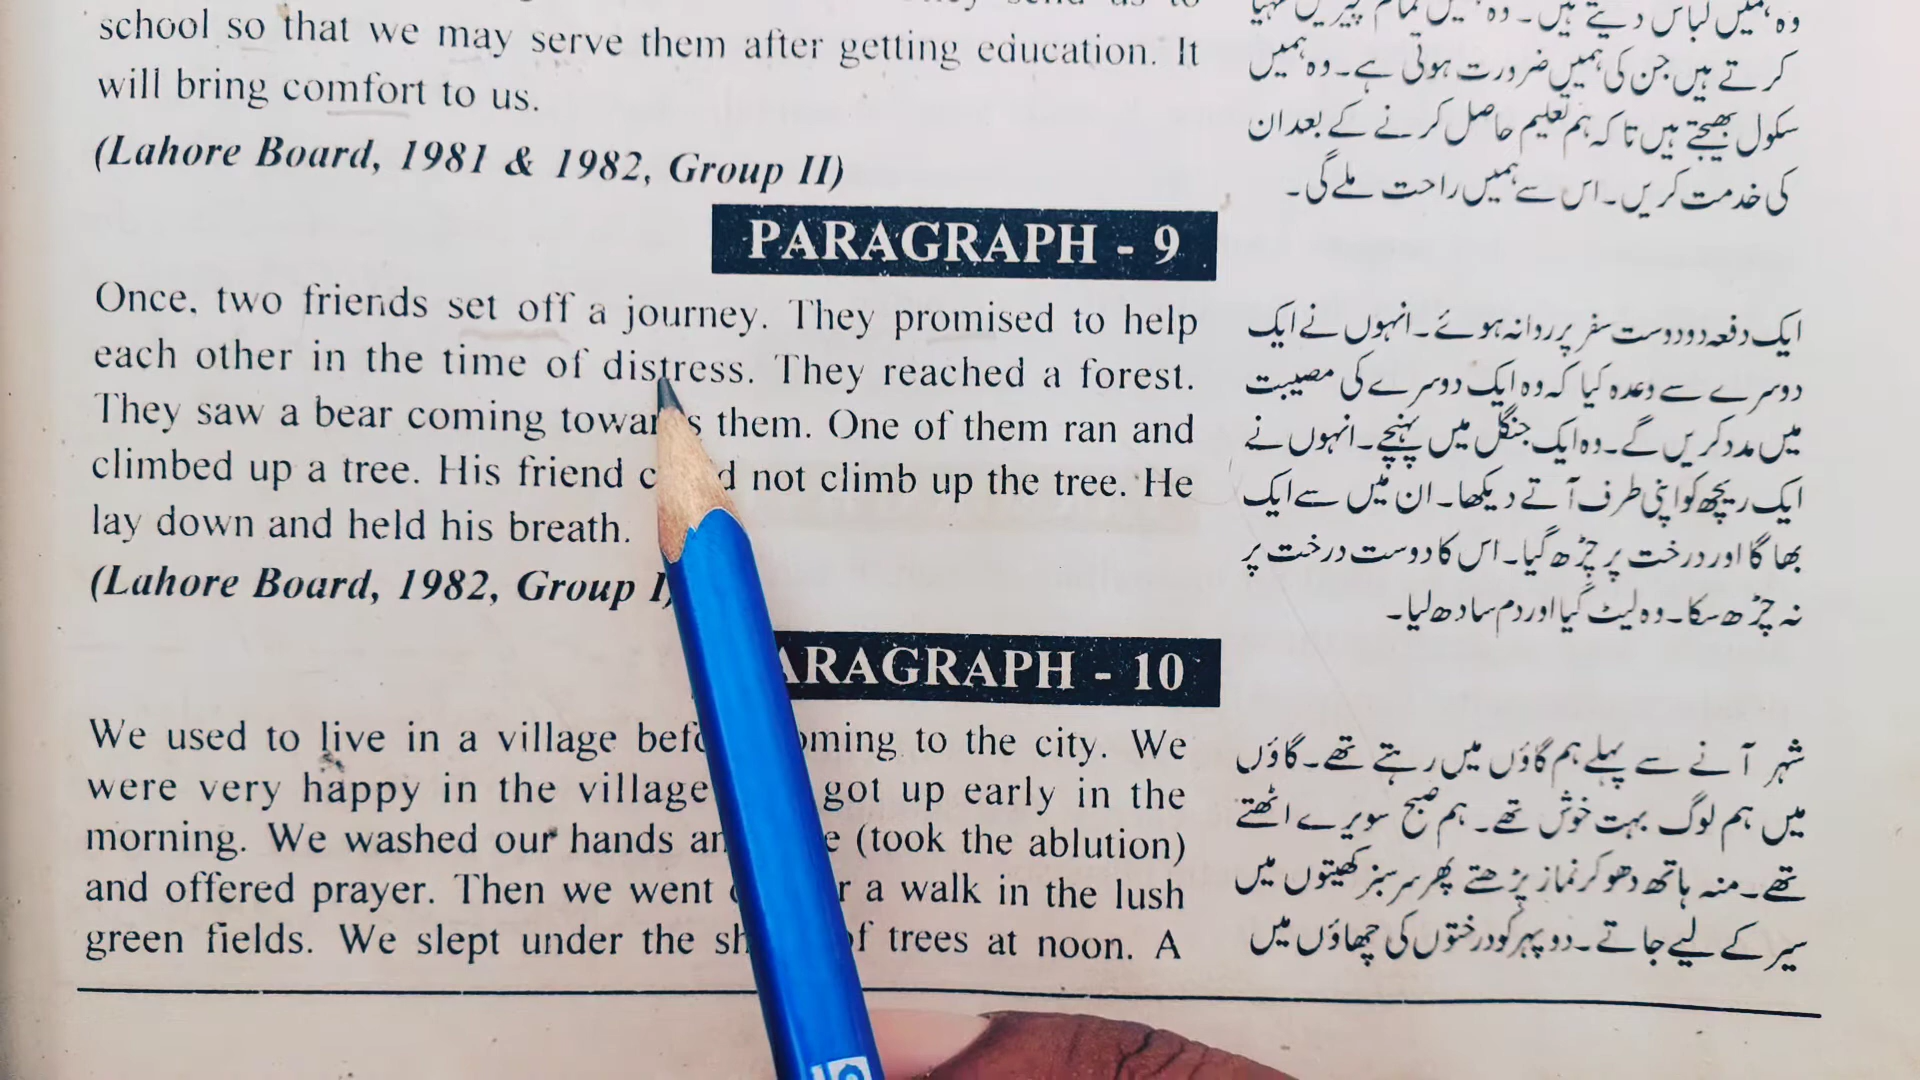 school so that we may serve them after getting education. It
will bring comfort to us.
(Lahore Board, 1981 & 1982, Group II)
وہ ہمیں لباس دیتے ہیں۔ وہ ہمیں تمام چیزیں مہیا
کرتے ہیں جن کی ہمیں ضرورت ہوتی ہے۔ وہ ہمیں
سکول بھیجتے ہیں تا کہ ہم تعلیم حاصل کرنے کے بعد ان
کی خدمت کریں۔ اس سے ہمیں راحت ملے گی۔
PARAGRAPH - 9
Once, two friends set off a journey. They promised to help
each other in the time of distress. They reached a forest.
They saw a bear coming towar s them. One of them ran and
climbed up a tree. His friend c d not climb up the tree. He
lay down and held his breath.
(Lahore Board, 1982, Group I)
ایک دفعہ دو دوست سفر پر روانہ ہوئے۔ انہوں نے ایک
دوسرے سے وعدہ کیا کہ وہ ایک دوسرے کی مصیبت
میں مدد کریں گے۔ وہ ایک جنگل میں پہنچے۔ انہوں نے
ایک ریچھ کو اپنی طرف آتے دیکھا۔ ان میں سے ایک
بھاگا اور درخت پر چڑھ گیا۔ اس کا دوست درخت پر
نہ چڑھ سکا۔ وہ لیٹ گیا اور دم سادھ لیا۔
ARAGRAPH - 10
We used to live in a village befo oming to the city. We
were very happy in the village got up early in the
morning. We washed our hands an e (took the ablution)
and offered prayer. Then we went r a walk in the lush
green fields. We slept under the sh of trees at noon. A
شہر آنے سے پہلے ہم گاؤں میں رہتے تھے۔ گاؤں
میں ہم لوگ بہت خوش تھے۔ ہم صبح سویرے اٹھتے
تھے۔ منہ ہاتھ دھو کر نماز پڑھتے پھر سرسبز کھیتوں میں
سیر کے لیے جاتے۔ دوپہر کو درختوں کی چھاؤں میں